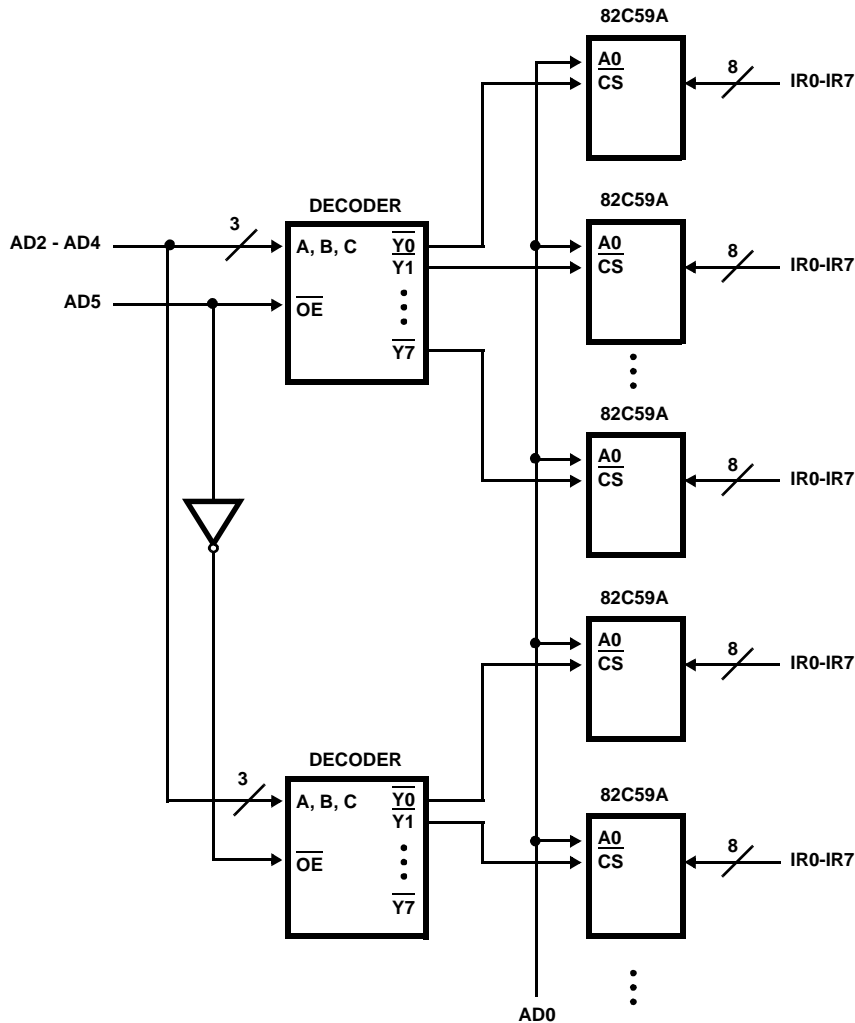 82C59A
A0
CS
8
IR0-IR7
82C59A
DECODER
3
AD2 - AD4
A, B, C
Y0
A0
Y1
CS
8
IR0-IR7
AD5
OE
Y7
82C59A
A0
CS
8
IR0-IR7
82C59A
A0
CS
8
IR0-IR7
DECODER
3
82C59A
A, B, C
Y0
Y1
A0
OE
CS
8
IR0-IR7
Y7
AD0